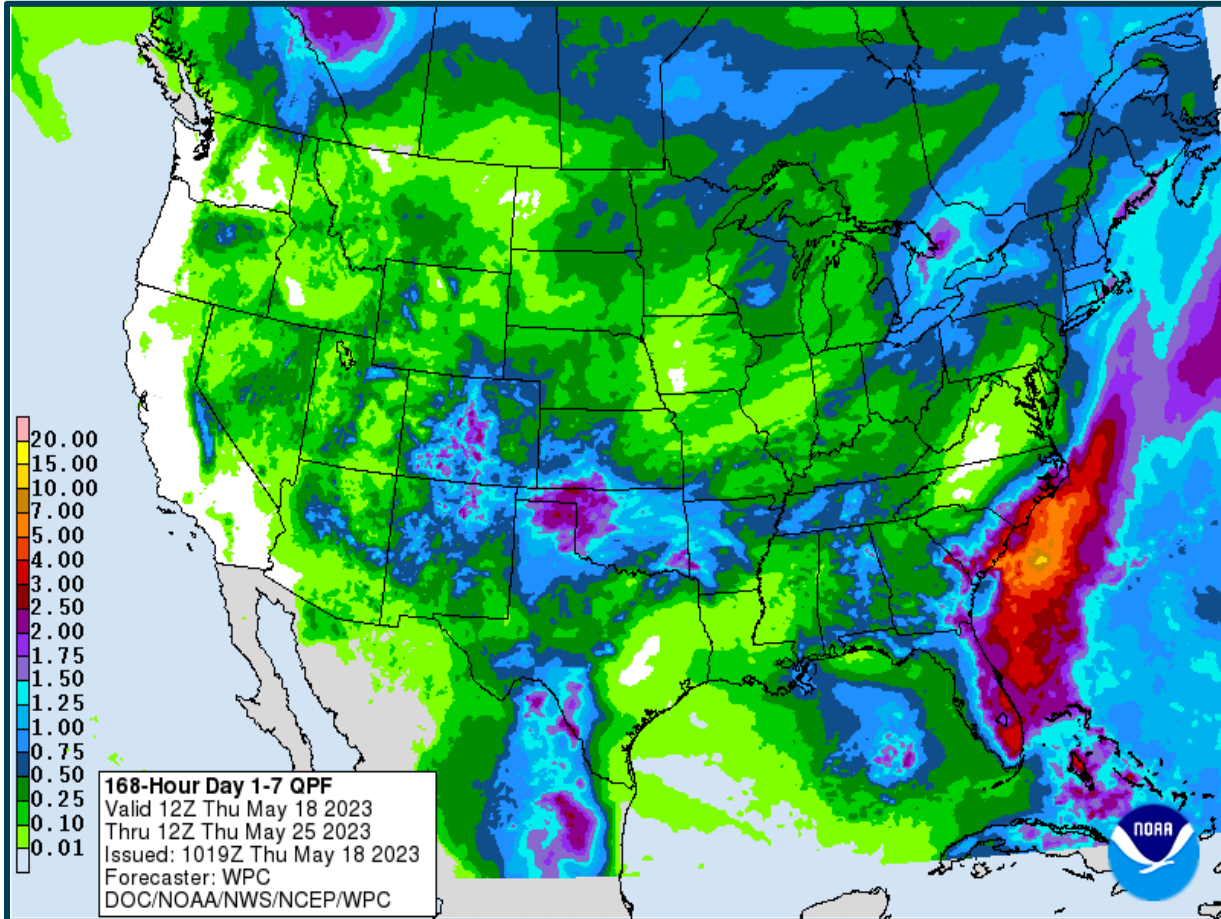 20.00
15.00
10.00
7.00
5.00
4.00
3.00
2.50
2.00
1.75
1.50
1.25
1.00
0.75
0.50
0.25
0.10
0.01
168-Hour Day 1-7 QPF
Valid 12Z Thu May 18 2023
Thru 12Z Thu May 25 2023
Issued: 1019Z Thu May 18 2023
Forecaster: WPC
DOC/NOAA/NWS/NCEP/WPC
NOAA